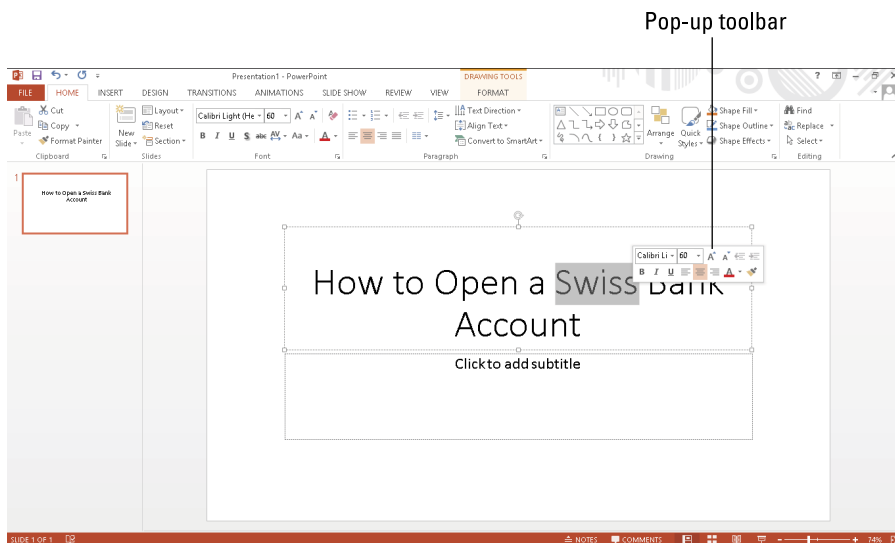 Pop-up toolbar
Presentation1 - PowerPoint
DRAWING TOOLS
FILE HOME INSERT DESIGN TRANSITIONS ANIMATIONS SLIDE SHOW REVIEW VIEW FORMAT
Cut Layout Calibri Light (He 60 Text Direction Shape Fill Find
Paste Copy New Slide Reset Align Text Arrange Quick Styles Shape Outline Replace
Format Painter Section B I U S abc AV Aa A Convert to SmartArt Shape Effects Select
Clipboard Slides Font Paragraph Drawing Editing
1
How to Open a Swiss Bank
Account
Calibri Li 60 A A
B I U A
How to Open a Swiss Bank
Account
Click to add subtitle
SLIDE 1 OF 1 NOTES COMMENTS 74%